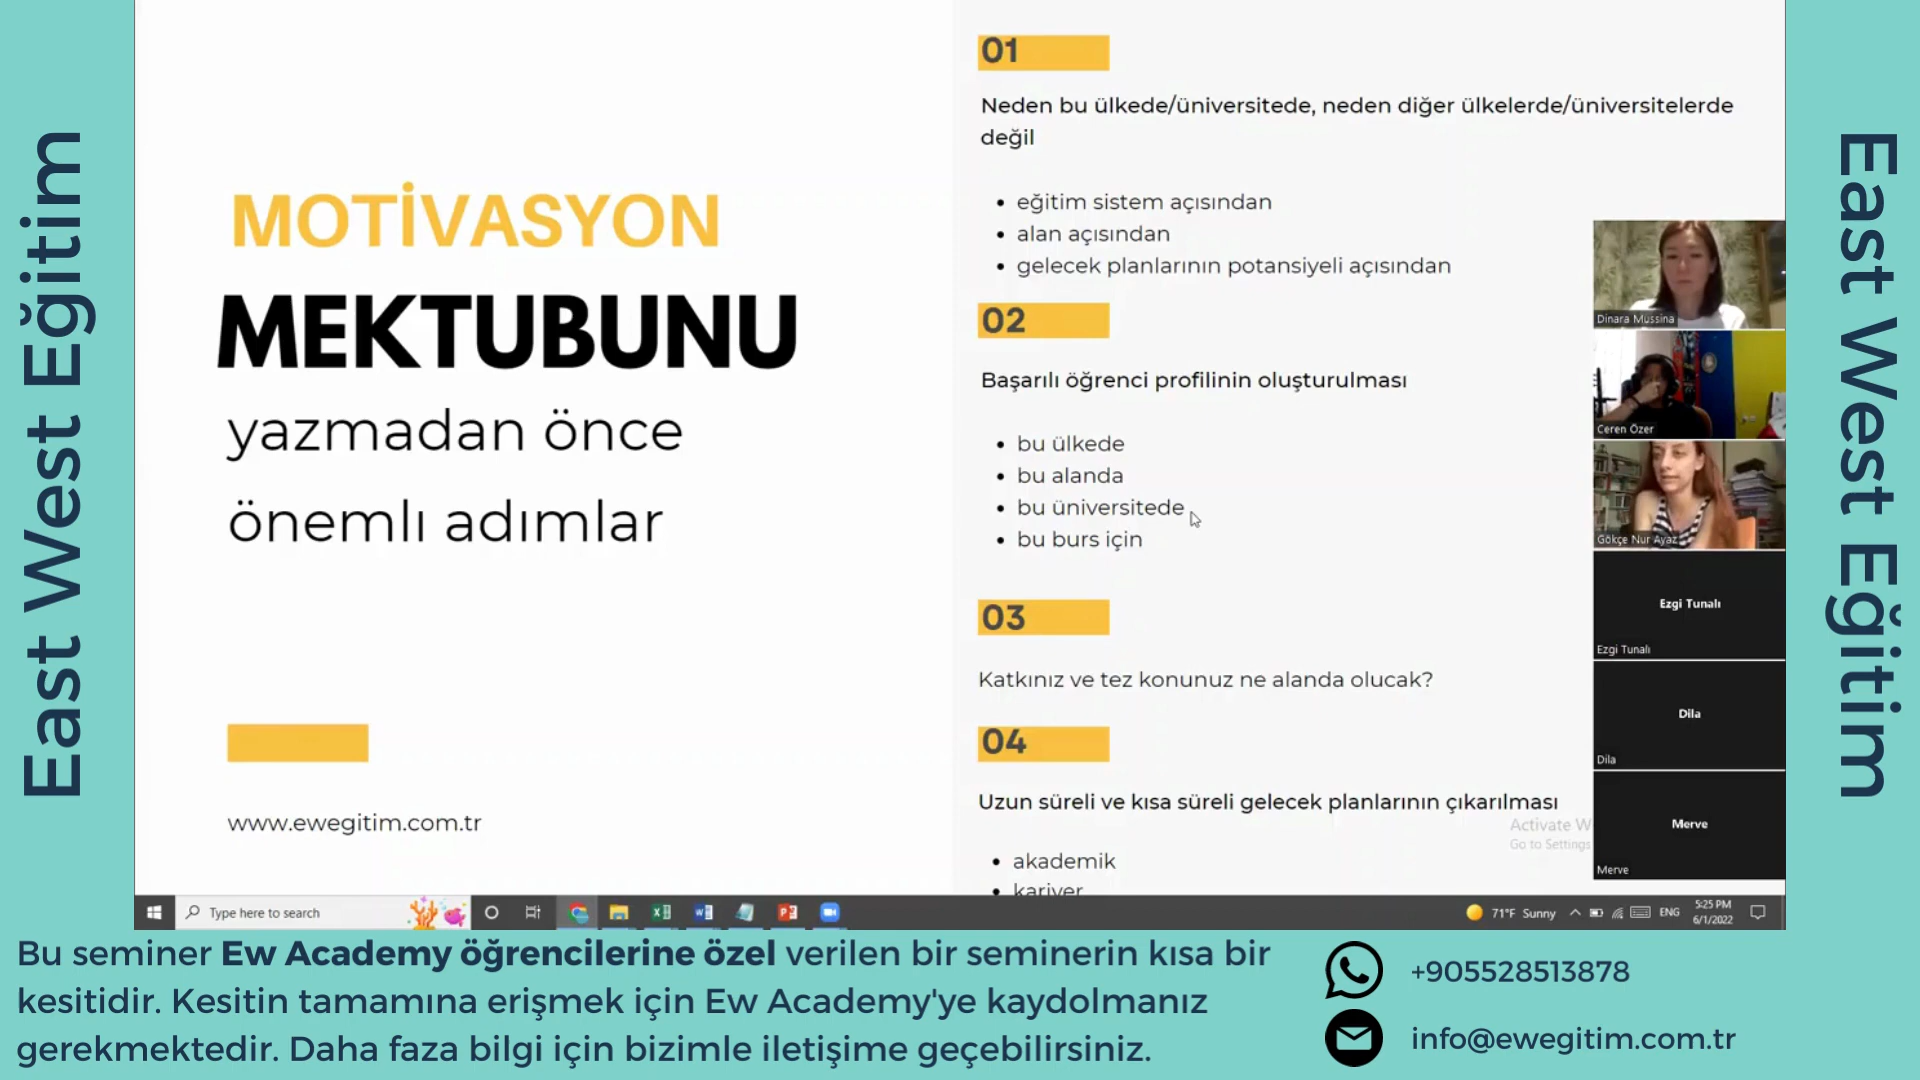 East West Eğitim
MOTİVASYON
MEKTUBUNU
yazmadan önce
önemlı adımlar
www.ewegitim.com.tr
01
Neden bu ülkede/üniversitede, neden diğer ülkelerde/üniversitelerde
değil
• eğitim sistem açısından
• alan açısından
• gelecek planlarının potansiyeli açısından
02
Başarılı öğrenci profilinin oluşturulması
• bu ülkede
• bu alanda
• bu üniversitede
• bu burs için
03
Katkınız ve tez konunuz ne alanda olucak?
04
Uzun süreli ve kısa süreli gelecek planlarının çıkarılması
• akademik
• kariyer
Activate W
Go to Settings
Dinara Mussina
Ceren Özer
Gökçe Nur Ayaz
Ezgi Tunalı
Ezgi Tunalı
Dila
Dila
Merve
Merve
Type here to search
71°F Sunny
ENG
5:25 PM
6/1/2022
East West Eğitim
Bu seminer Ew Academy öğrencilerine özel verilen bir seminerin kısa bir
kesitidir. Kesitin tamamına erişmek için Ew Academy'ye kaydolmanız
gerekmektedir. Daha faza bilgi için bizimle iletişime geçebilirsiniz.
+905528513878
info@ewegitim.com.tr